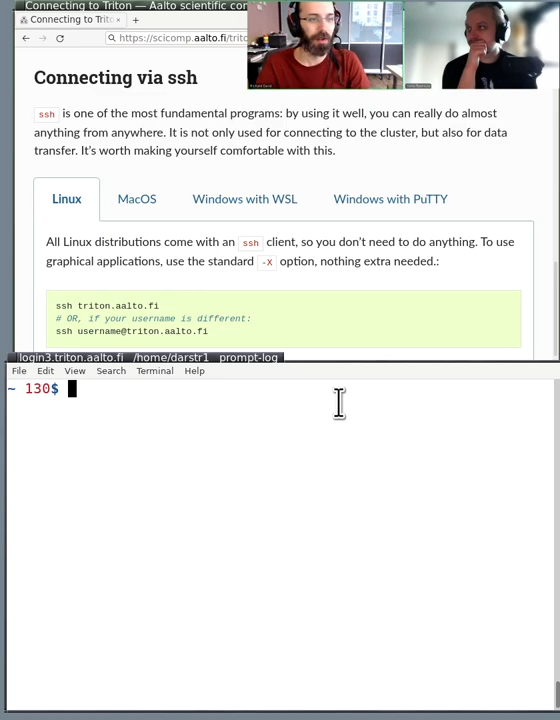 Connecting to Triton — Aalto scientific con
Connecting to Trito ×
https://scicomp.aalto.fi/trito
Connecting via ssh
ssh is one of the most fundamental programs: by using it well, you can really do almost
anything from anywhere. It is not only used for connecting to the cluster, but also for data
transfer. It’s worth making yourself comfortable with this.
Linux MacOS Windows with WSL Windows with PuTTY
All Linux distributions come with an ssh client, so you don’t need to do anything. To use
graphical applications, use the standard -X option, nothing extra needed.:
ssh triton.aalto.fi
# OR, if your username is different:
ssh username@triton.aalto.fi
login3.triton.aalto.fi /home/darstr1 prompt-log
File Edit View Search Terminal Help
~ 130$